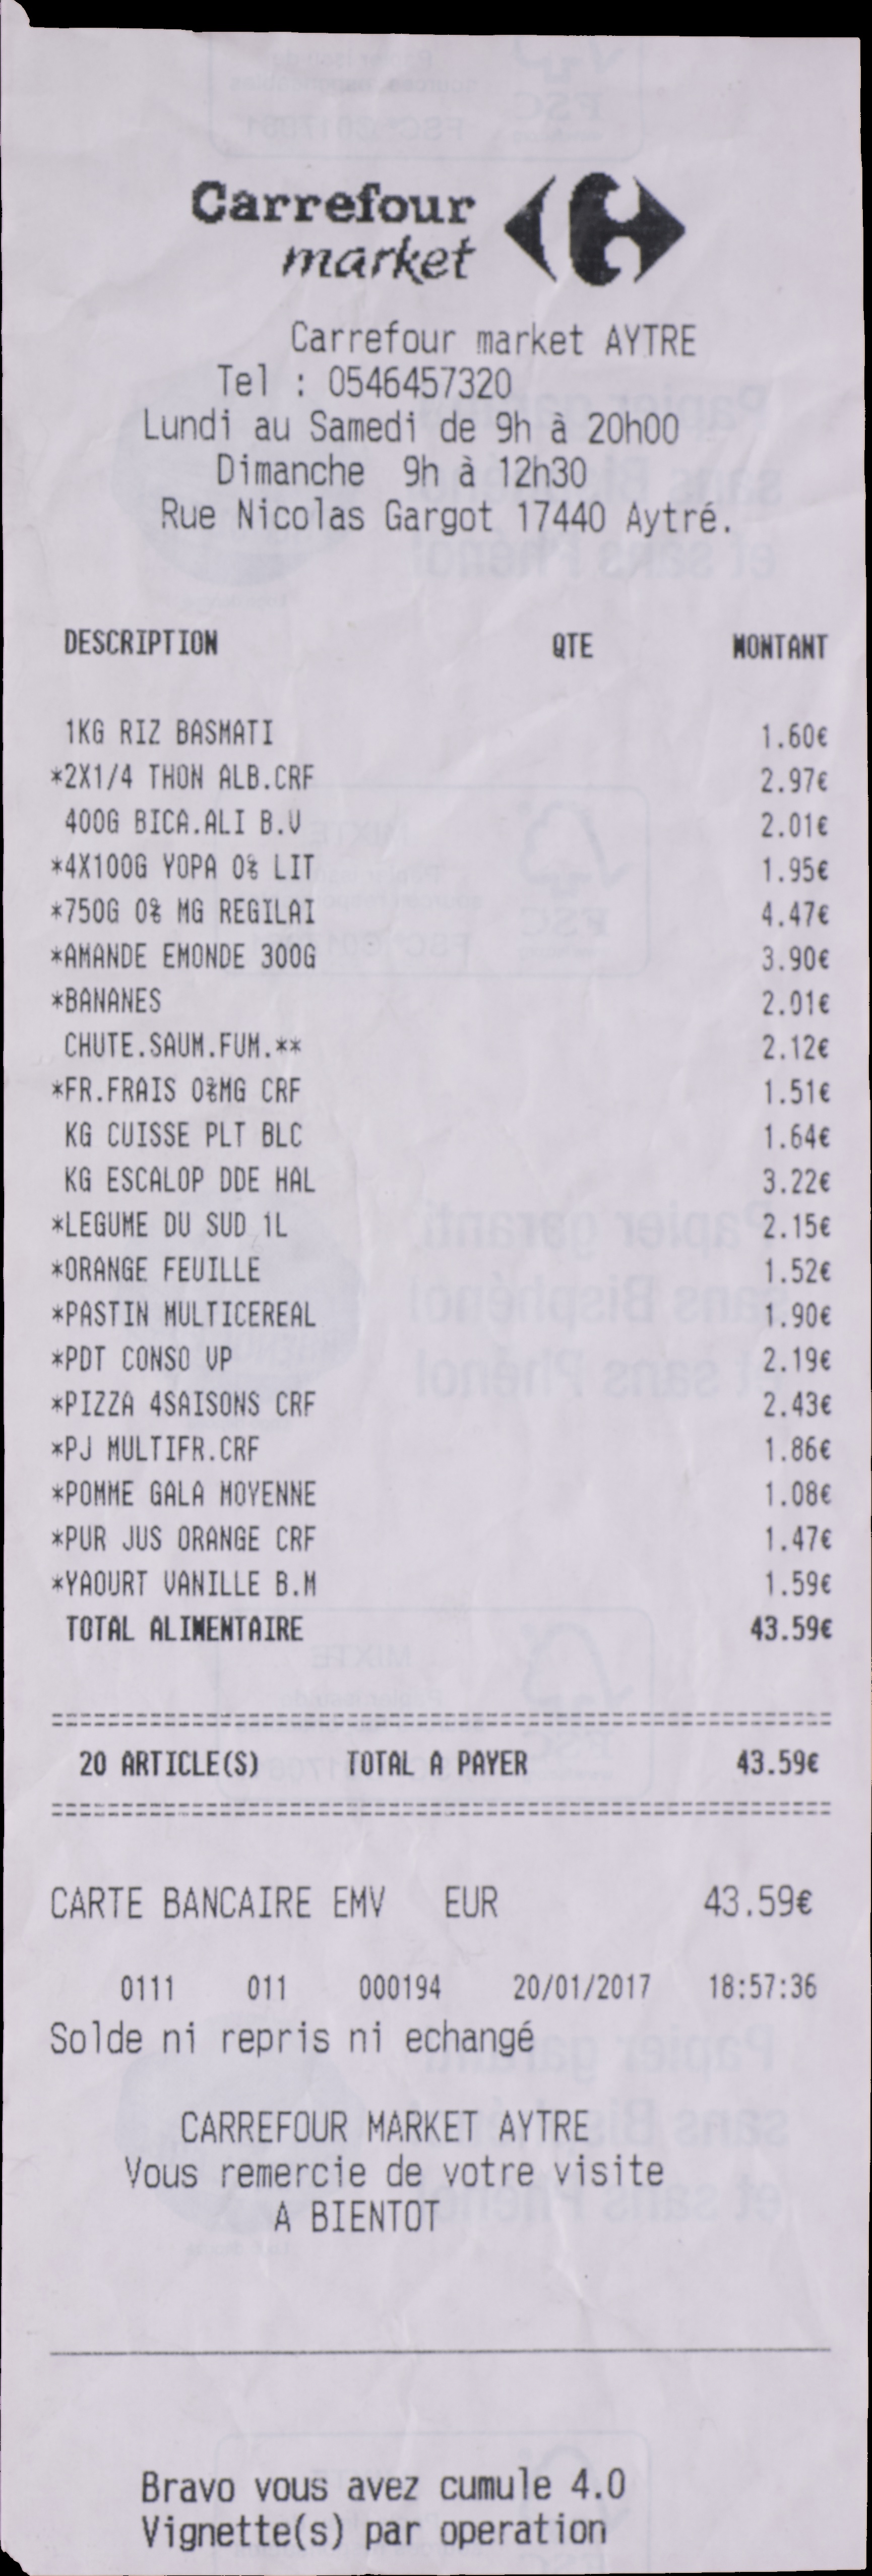 Carrefour
market
Carrefour market AYTRE
Tel : 0546457320
Lundi au Samedi de 9h à 20h00
Dimanche 9h à 12h30
Rue Nicolas Gargot 17440 Aytré.
DESCRIPTION QTE MONTANT
1KG RIZ BASMATI 1.60€
*2X1/4 THON ALB.CRF 2.97€
400G BICA.ALI B.V 2.01€
*4X100G YOPA 0% LIT 1.95€
*750G 0% MG REGILAI 4.47€
*AMANDE EMONDE 300G 3.90€
*BANANES 2.01€
CHUTE.SAUM.FUM.** 2.12€
*FR.FRAIS 0%MG CRF 1.51€
KG CUISSE PLT BLC 1.64€
KG ESCALOP DDE HAL 3.22€
*LEGUME DU SUD 1L 2.15€
*ORANGE FEUILLE 1.52€
*PASTIN MULTICEREAL 1.90€
*PDT CONSO VP 2.19€
*PIZZA 4SAISONS CRF 2.43€
*PJ MULTIFR.CRF 1.86€
*POMME GALA MOYENNE 1.08€
*PUR JUS ORANGE CRF 1.47€
*YAOURT VANILLE B.M 1.59€
TOTAL ALIMENTAIRE 43.59€
20 ARTICLE(S) TOTAL A PAYER 43.59€
CARTE BANCAIRE EMV EUR 43.59€
0111 011 000194 20/01/2017 18:57:36
Solde ni repris ni echangé
CARREFOUR MARKET AYTRE
Vous remercie de votre visite
A BIENTOT
Bravo vous avez cumule 4.0
Vignette(s) par operation